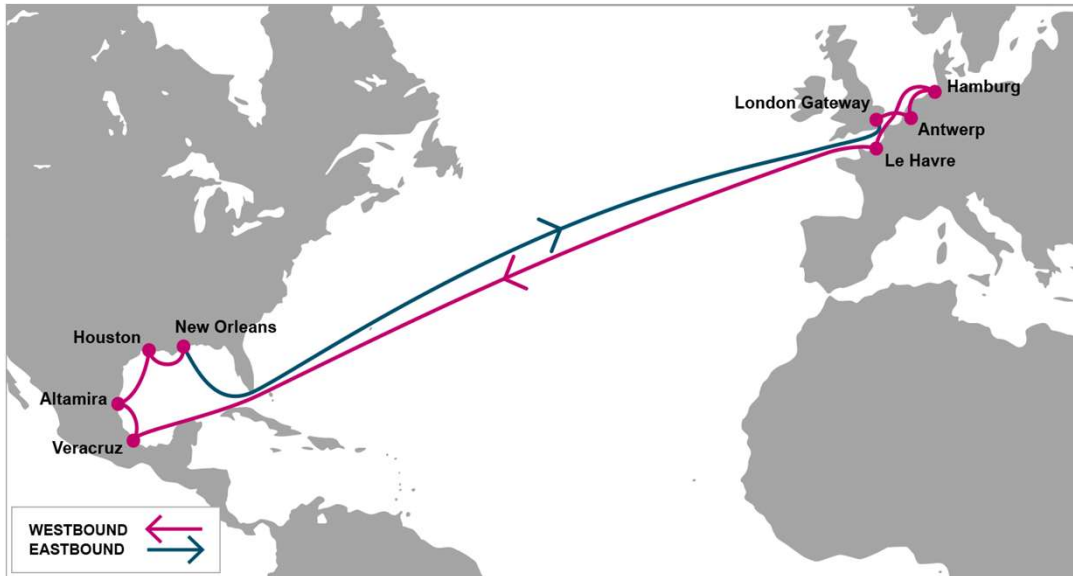 Hamburg
London Gateway
Antwerp
Le Havre
New Orleans
Houston
Altamira
Veracruz
WESTBOUND
EASTBOUND